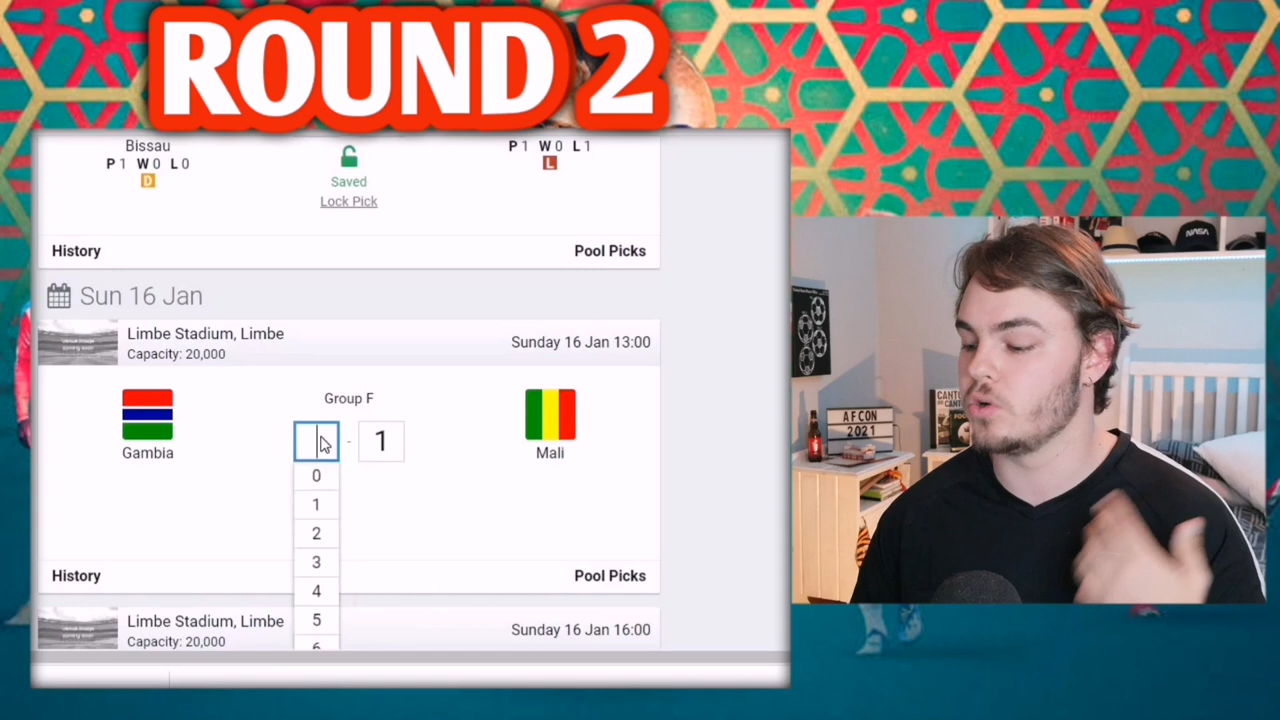 ROUND 2
Bissau
P 1 W 0 L 0
D
Saved
Lock Pick
P 1 W 0 L 1
L
History
Pool Picks
Sun 16 Jan
Limbe Stadium, Limbe
Capacity: 20,000
Sunday 16 Jan 13:00
Group F
Gambia
- 1
Mali
0
1
2
3
4
5
History
Pool Picks
Limbe Stadium, Limbe
Capacity: 20,000
Sunday 16 Jan 16:00
NASA
AFCON
2021